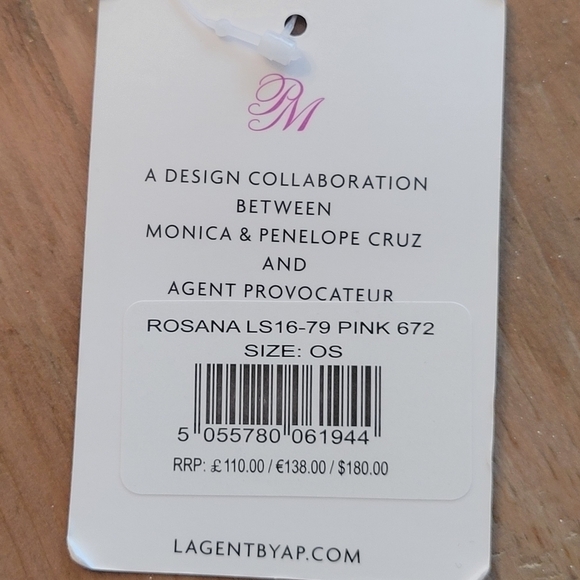 PM
A DESIGN COLLABORATION
BETWEEN
MONICA & PENELOPE CRUZ
AND
AGENT PROVOCATEUR
ROSANA LS16-79 PINK 672
SIZE: OS
5 055780 061944
RRP: £110.00 / €138.00 / $180.00
LAGENTBYAP.COM